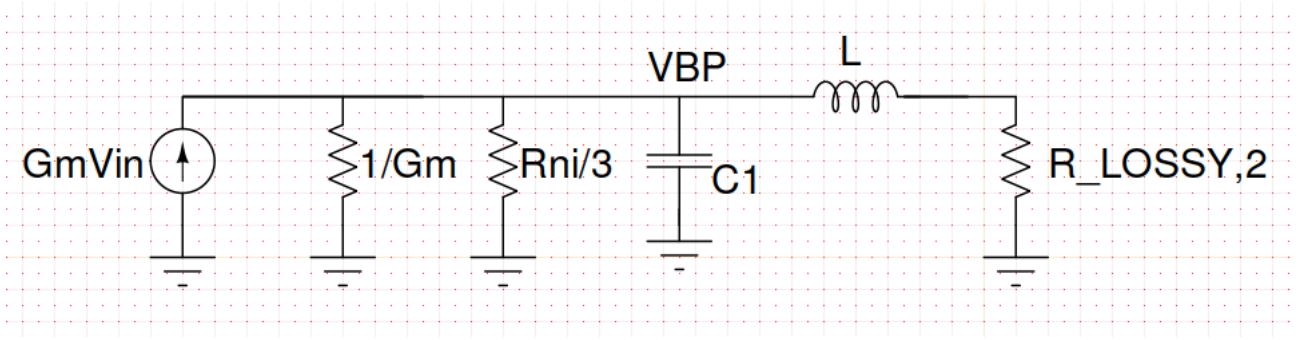 VBP
L
GmVin
1/Gm
Rni/3
C1
R_LOSSY,2